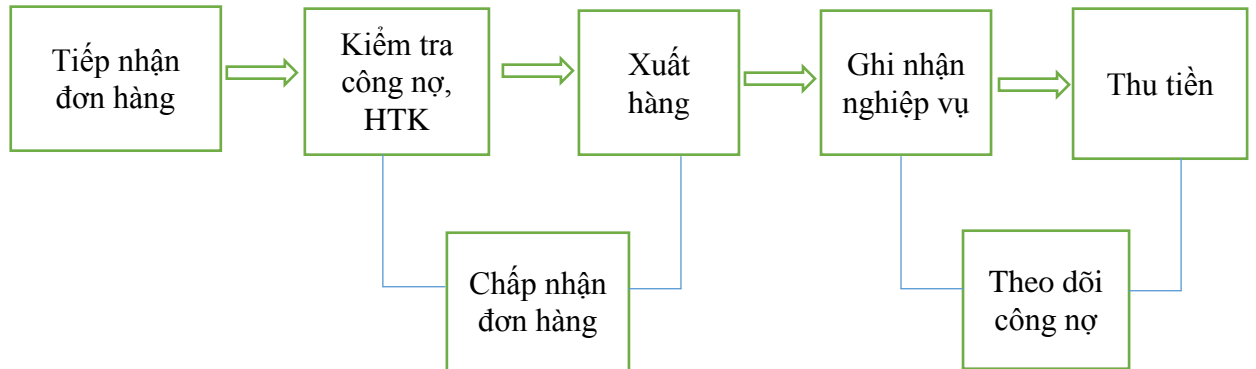 Tiếp nhận
đơn hàng
Kiểm tra
công nợ,
HTK
Xuất
hàng
Ghi nhận
nghiệp vụ
Thu tiền
Chấp nhận
đơn hàng
Theo dõi
công nợ